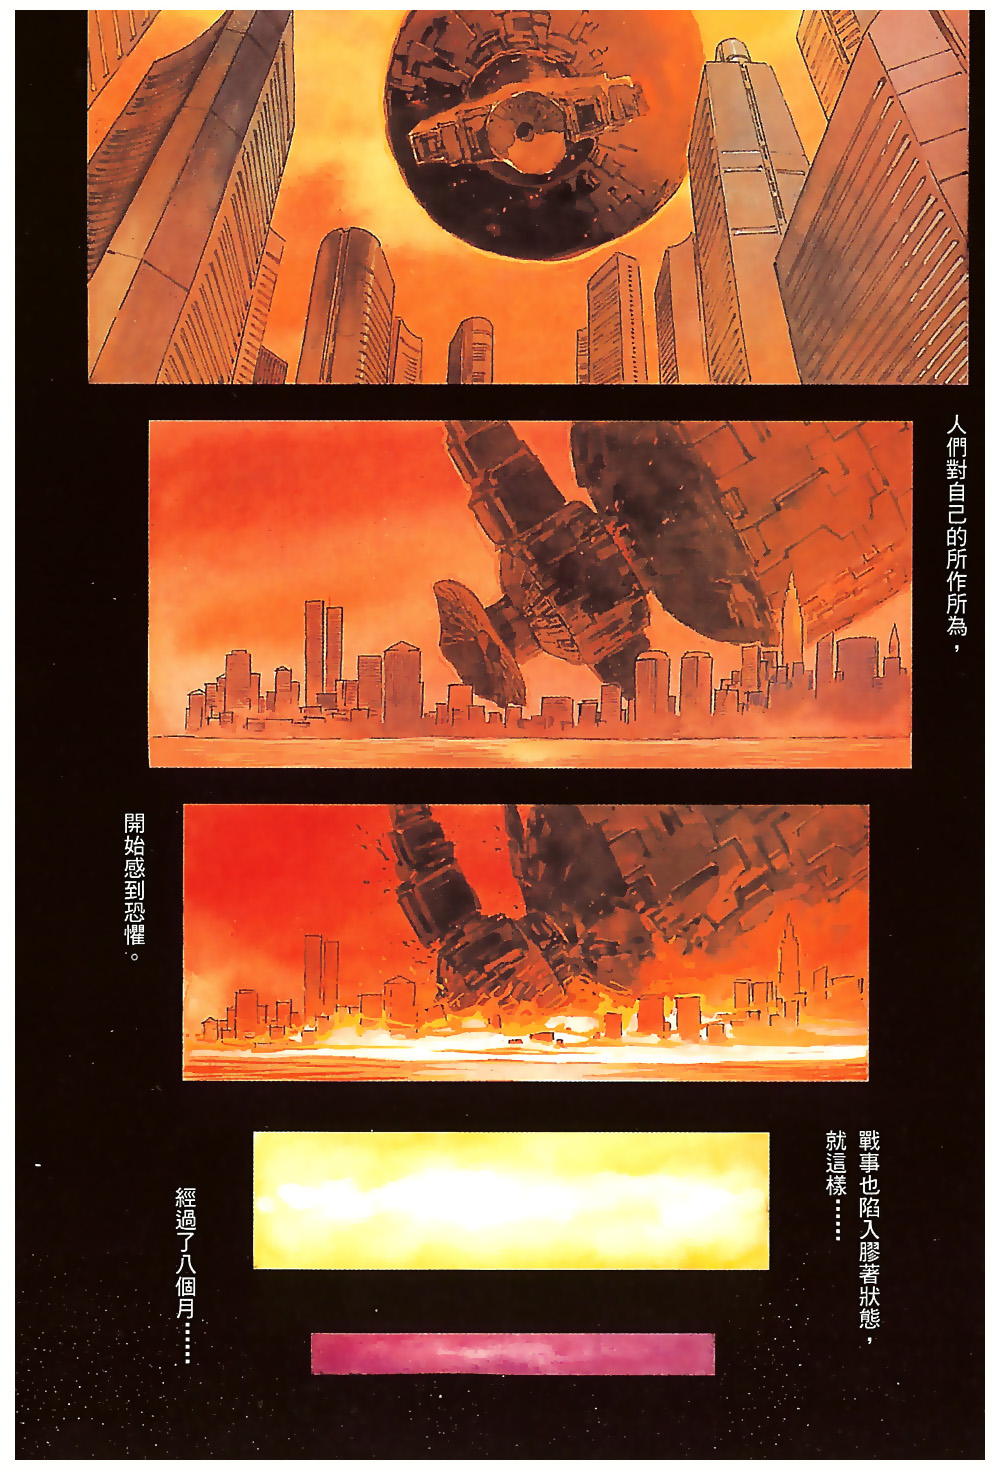 人們對自己的所作所為，
開始感到恐懼。
戰事也陷入膠著狀態，
就這樣……
經過了八個月……